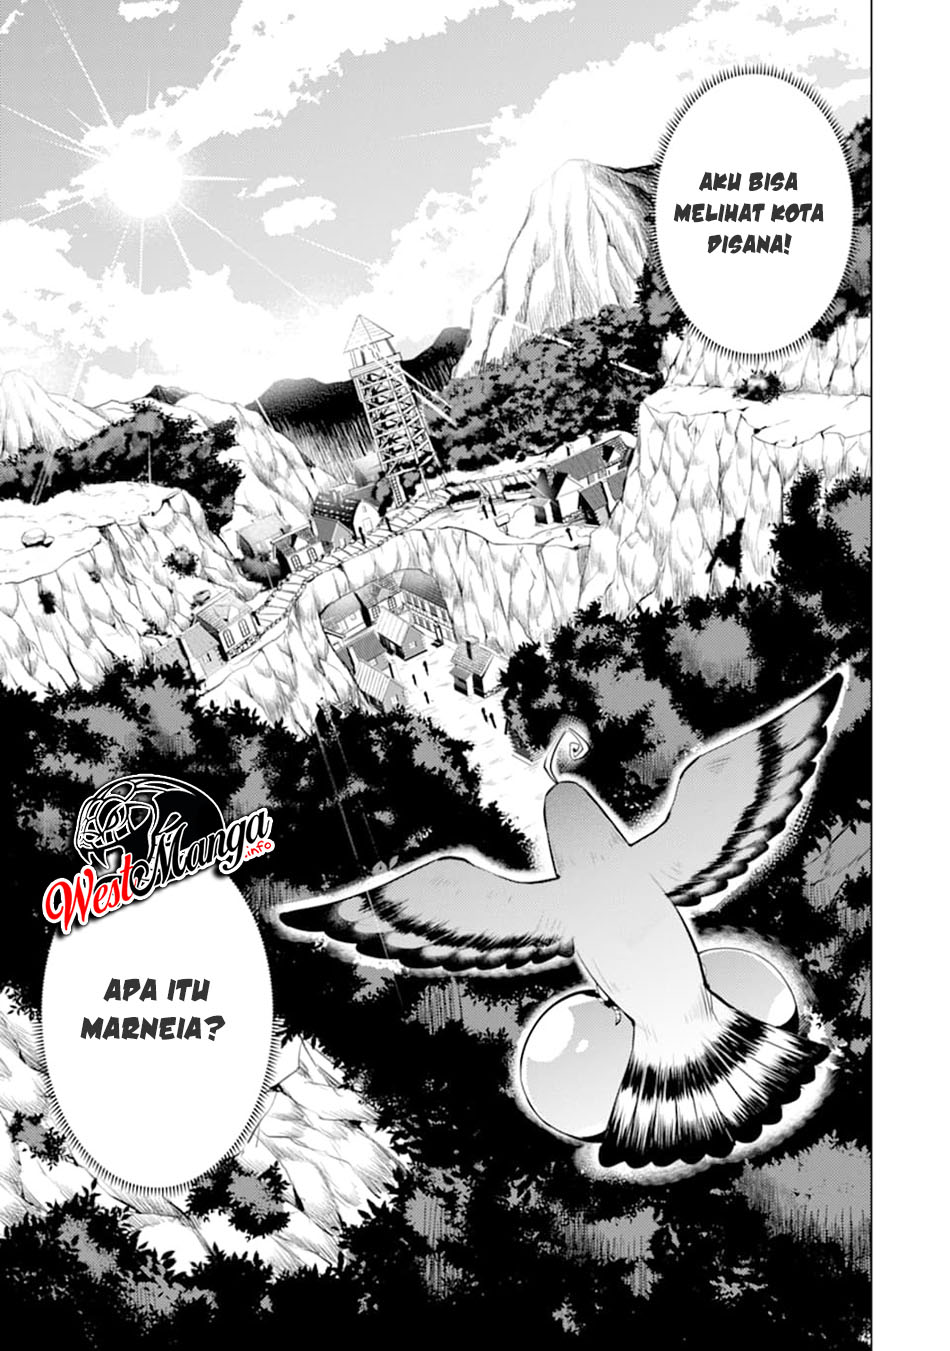 AKU BISA
MELIHAT KOTA
DISANA!
WestManga
.info
APA ITU
MARNEIA?